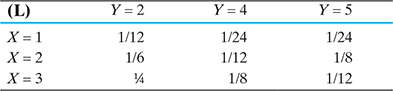 (L) Y = 2 Y = 4 Y = 5
X = 1 1/12 1/24 1/24
X = 2 1/6 1/12 1/8
X = 3 ¼ 1/8 1/12